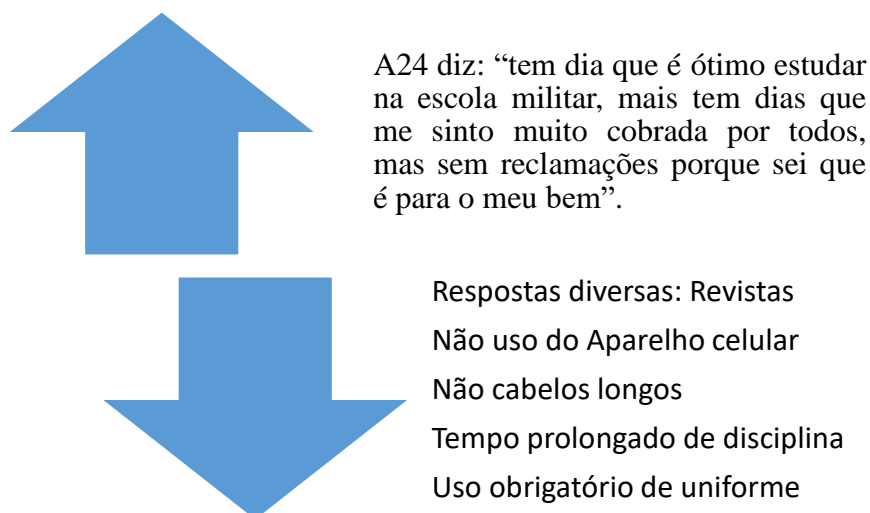 A24 diz: “tem dia que é ótimo estudar
na escola militar, mais tem dias que
me sinto muito cobrada por todos,
mas sem reclamações porque sei que
é para o meu bem”.
Respostas diversas: Revistas
Não uso do Aparelho celular
Não cabelos longos
Tempo prolongado de disciplina
Uso obrigatório de uniforme